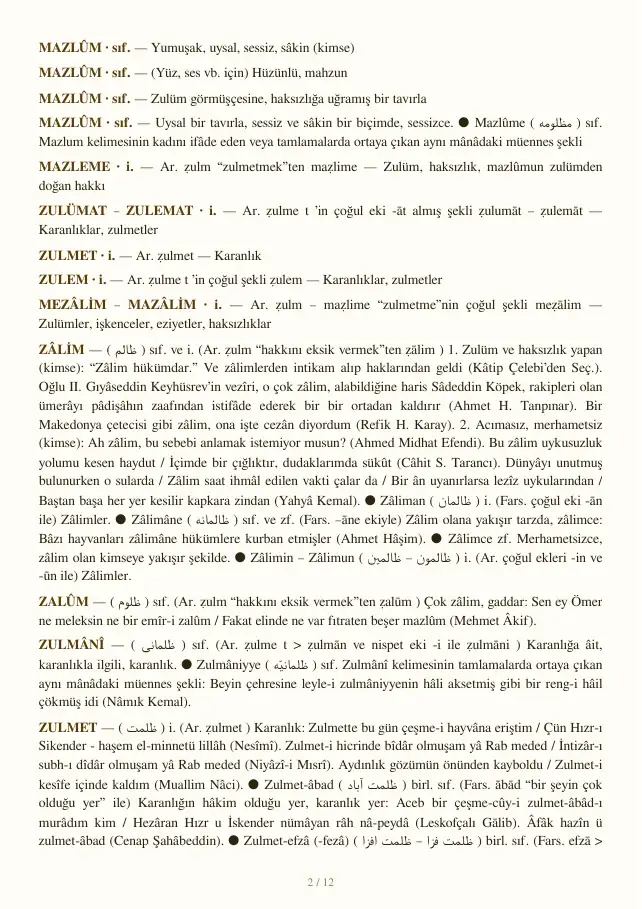 MAZLÛM · sıf. — Yumuşak, uysal, sessiz, sâkin (kimse)
MAZLÛM · sıf. — (Yüz, ses vb. için) Hüzünlü, mahzun
MAZLÛM · sıf. — Zulüm görmüşçesine, haksızlığa uğramış bir tavırla
MAZLÛM · sıf. — Uysal bir tavırla, sessiz ve sâkin bir biçimde, sessizce. ● Mazlûme ( مظلومه ) sıf.
Mazlum kelimesinin kadını ifâde eden veya tamlamalarda ortaya çıkan aynı mânâdaki müennes şekli
MAZLEME · i. — Ar. ẓulm “zulmetmek”ten maẓlime — Zulüm, haksızlık, mazlûmun zulümden
doğan hakkı
ZULÜMAT – ZULEMAT · i. — Ar. ẓulme t ’in çoğul eki -āt almış şekli ẓulumāt – ẓulemāt —
Karanlıklar, zulmetler
ZULMET · i. — Ar. ẓulmet — Karanlık
ZULEM · i. — Ar. ẓulme t ’in çoğul şekli ẓulem — Karanlıklar, zulmetler
MEZÂLİM – MAZÂLİM · i. — Ar. ẓulm – maẓlime “zulmetme”nin çoğul şekli meẓālim —
Zulümler, işkenceler, eziyetler, haksızlıklar
ZÂLİM — ( ظالم ) sıf. ve i. (Ar. ẓulm “hakkını eksik vermek”ten ẓālim ) 1. Zulüm ve haksızlık yapan
(kimse): “Zâlim hükümdar.” Ve zâlimlerden intikam alıp haklarından geldi (Kâtip Çelebi’den Seç.).
Oğlu II. Gıyâseddin Keyhüsrev’in vezîri, o çok zâlim, alabildiğine haris Sâdeddin Köpek, rakipleri olan
ümerâyı pâdişâhın zaafından istifâde ederek bir bir ortadan kaldırır (Ahmet H. Tanpınar). Bir
Makedonya çetecisi gibi zâlim, ona işte cezân diyordum (Refik H. Karay). 2. Acımasız, merhametsiz
(kimse): Ah zâlim, bu sebebi anlamak istemiyor musun? (Ahmed Midhat Efendi). Bu zâlim uykusuzluk
yolumu kesen haydut / İçimde bir çığlıktır, dudaklarımda sükût (Câhit S. Tarancı). Dünyâyı unutmuş
bulunurken o sularda / Zâlim saat ihmâl edilen vakti çalar da / Bir ân uyanırlarsa lezîz uykularından /
Baştan başa her yer kesilir kapkara zindan (Yahyâ Kemal). ● Zâliman ( ظالمان ) i. (Fars. çoğul eki -ān
ile) Zâlimler. ● Zâlimâne ( ظالمانه ) sıf. ve zf. (Fars. –āne ekiyle) Zâlim olana yakışır tarzda, zâlimce:
Bâzı hayvanları zâlimâne hükümlere kurban etmişler (Ahmet Hâşim). ● Zâlimce zf. Merhametsizce,
zâlim olan kimseye yakışır şekilde. ● Zâlimin – Zâlimun ( ظالمون – ظالمين ) i. (Ar. çoğul ekleri -іn ve
-ūn ile) Zâlimler.
ZALÛM — ( ظلوم ) sıf. (Ar. ẓulm “hakkını eksik vermek”ten ẓalūm ) Çok zâlim, gaddar: Sen ey Ömer
ne meleksin ne bir emîr-i zalûm / Fakat elinde ne var fıtraten beşer mazlûm (Mehmet Âkif).
ZULMÂNÎ — ( ظلمانى ) sıf. (Ar. ẓulme t > ẓulmān ve nispet eki -і ile ẓulmānі ) Karanlığa âit,
karanlıkla ilgili, karanlık. ● Zulmâniyye ( ظلمانيّه ) sıf. Zulmânî kelimesinin tamlamalarda ortaya çıkan
aynı mânâdaki müennes şekli: Beyin çehresine leyle-i zulmâniyyenin hâli aksetmiş gibi bir reng-i hâil
çökmüş idi (Nâmık Kemal).
ZULMET — ( ظلمت ) i. (Ar. ẓulmet ) Karanlık: Zulmette bu gün çeşme-i hayvâna eriştim / Çün Hızr-ı
Sikender - haşem el-minnetü lillâh (Nesîmî). Zulmet-i hicrinde bîdâr olmuşam yâ Rab meded / İntizâr-ı
subh-ı dîdâr olmuşam yâ Rab meded (Niyâzî-i Mısrî). Aydınlık gözümün önünden kayboldu / Zulmet-i
kesîfe içinde kaldım (Muallim Nâci). ● Zulmet-âbad ( ظلمت آباد ) birl. sıf. (Fars. ābād “bir şeyin çok
olduğu yer” ile) Karanlığın hâkim olduğu yer, karanlık yer: Aceb bir çeşme-cûy-i zulmet-âbâd-ı
murâdım kim / Hezâran Hızr u İskender nümâyan râh nâ-peydâ (Leskofçalı Gālib). Âfâk hazîn ü
zulmet-âbad (Cenap Şahâbeddin). ● Zulmet-efzâ (-fezâ) ( ظلمت فزا – ظلمت افزا ) birl. sıf. (Fars. efzā >
2 / 12